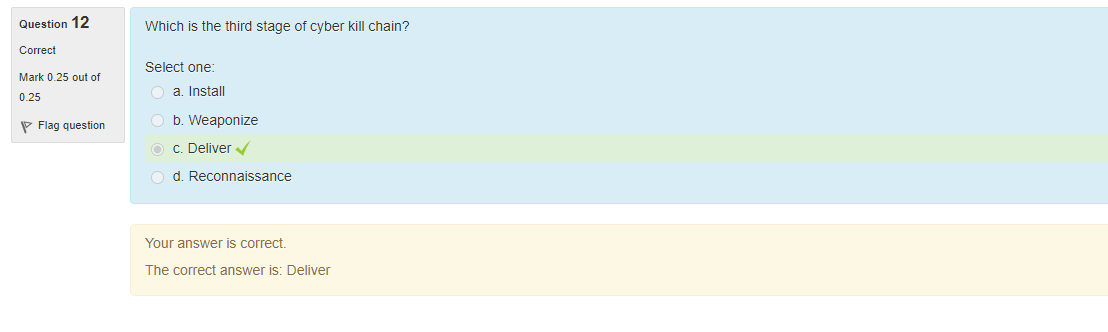 Question 12
Correct
Mark 0.25 out of
0.25
Flag question
Which is the third stage of cyber kill chain?
Select one:
a. Install
b. Weaponize
c. Deliver
d. Reconnaissance
Your answer is correct.
The correct answer is: Deliver